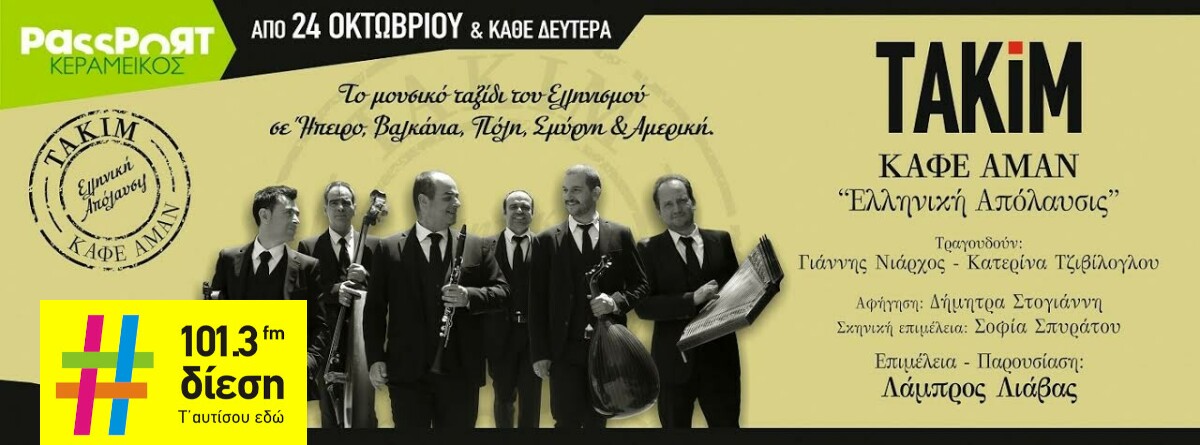 PassPoRT
ΚΕΡΑΜΕΙΚΟΣ
ΑΠΟ 24 ΟΚΤΩΒΡΙΟΥ & ΚΑΘΕ ΔΕΥΤΕΡΑ
Το μουσικό ταξίδι του Ελληνισμού
σε Ήπειρο, Βαλκάνια, Πόλη, Σμύρνη & Αμερική.
ΤΑΚΙΜ
Ελληνική
Απόλαυσις
ΚΑΦΕ ΑΜΑΝ
TAKiM
ΚΑΦΕ ΑΜΑΝ
“Ελληνική Απόλαυσις”
Τραγουδούν:
Γιάννης Νιάρχος - Κατερίνα Τζιβίλογλου
Αφήγηση: Δήμητρα Στογιάννη
Σκηνική επιμέλεια: Σοφία Σπυράτου
Επιμέλεια - Παρουσίαση:
Λάμπρος Λιάβας
# 101.3 fm
δίεση
Τ΄αυτίσου εδώ